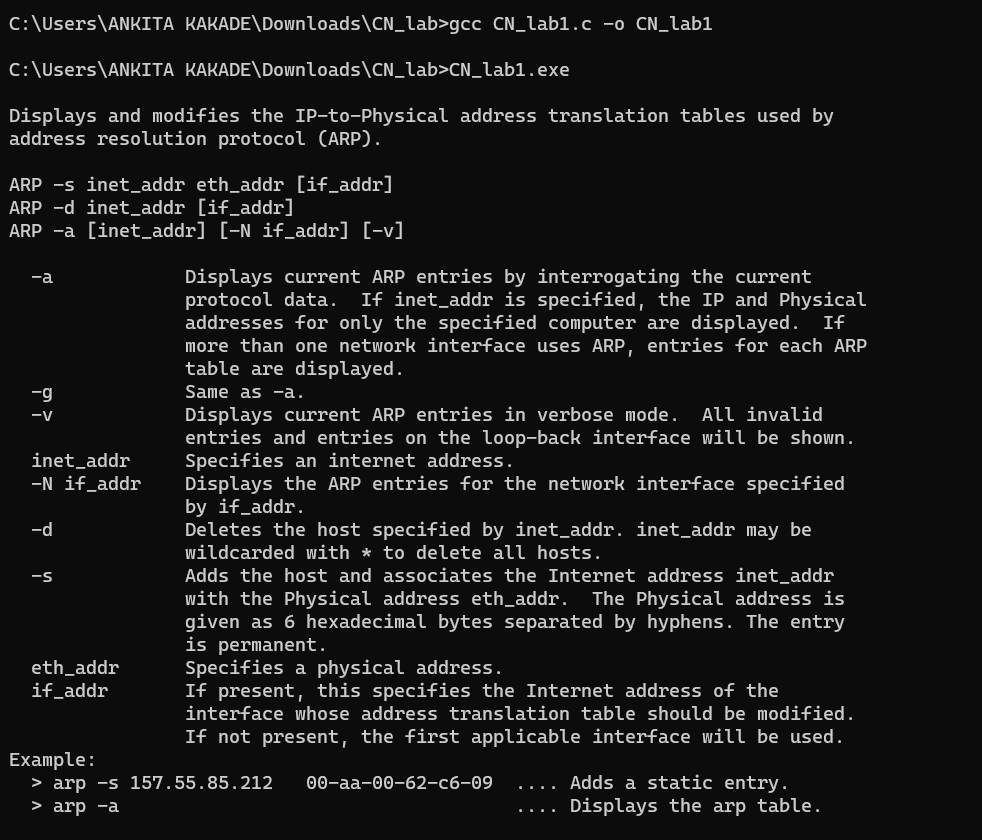 C:\Users\ANKITA KAKADE\Downloads\CN_lab>gcc CN_lab1.c -o CN_lab1
C:\Users\ANKITA KAKADE\Downloads\CN_lab>CN_lab1.exe
Displays and modifies the IP-to-Physical address translation tables used by
address resolution protocol (ARP).
ARP -s inet_addr eth_addr [if_addr]
ARP -d inet_addr [if_addr]
ARP -a [inet_addr] [-N if_addr] [-v]
  -a            Displays current ARP entries by interrogating the current
                protocol data.  If inet_addr is specified, the IP and Physical
                addresses for only the specified computer are displayed.  If
                more than one network interface uses ARP, entries for each ARP
                table are displayed.
  -g            Same as -a.
  -v            Displays current ARP entries in verbose mode.  All invalid
                entries and entries on the loop-back interface will be shown.
  inet_addr     Specifies an internet address.
  -N if_addr    Displays the ARP entries for the network interface specified
                by if_addr.
  -d            Deletes the host specified by inet_addr. inet_addr may be
                wildcarded with * to delete all hosts.
  -s            Adds the host and associates the Internet address inet_addr
                with the Physical address eth_addr.  The Physical address is
                given as 6 hexadecimal bytes separated by hyphens. The entry
                is permanent.
  eth_addr      Specifies a physical address.
  if_addr       If present, this specifies the Internet address of the
                interface whose address translation table should be modified.
                If not present, the first applicable interface will be used.
Example:
  > arp -s 157.55.85.212   00-aa-00-62-c6-09  .... Adds a static entry.
  > arp -a                                    .... Displays the arp table.